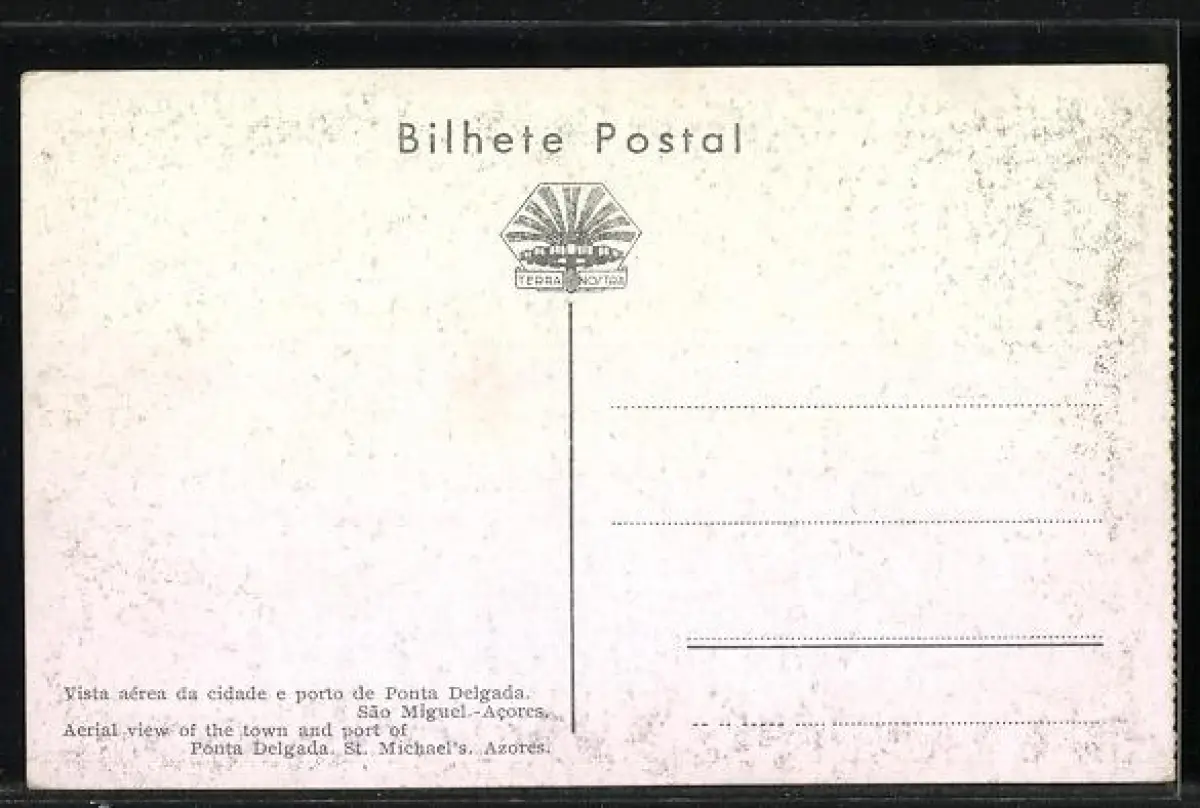 Bilhete Postal
TERRA NOSTRA
Vista aérea da cidade e porto de Ponta Delgada.
São Miguel-Açores.
Aerial view of the town and port of
Ponta Delgada. St. Michael's. Azores.